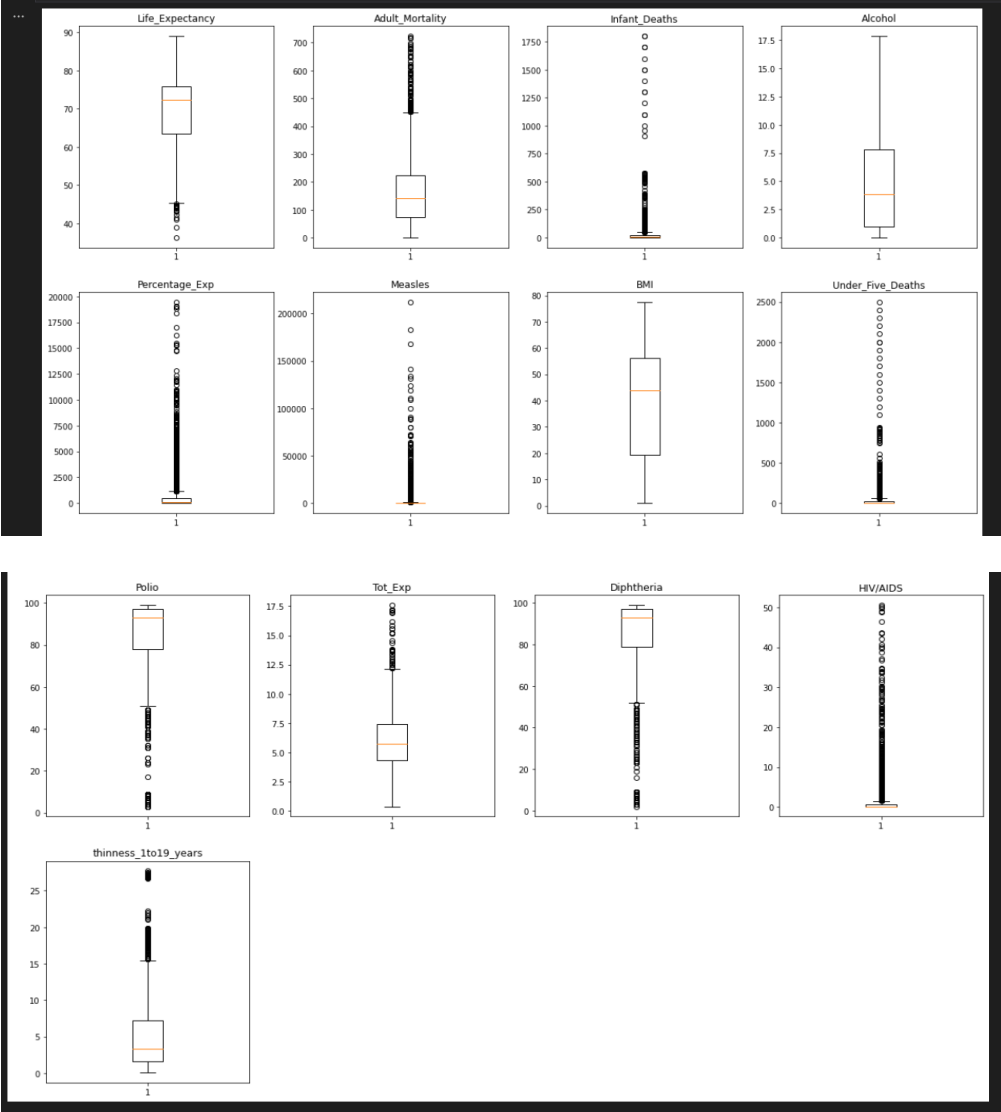 ...
Life_Expectancy Adult_Mortality Infant_Deaths Alcohol
90 80 70 60 50 40
1
700 600 500 400 300 200 100 0
1
1750 1500 1250 1000 750 500 250 0
1
17.5 15.0 12.5 10.0 7.5 5.0 2.5 0.0
1
Percentage_Exp Measles BMI Under_Five_Deaths
20000 17500 15000 12500 10000 7500 5000 2500 0
1
200000 150000 100000 50000 0
1
80 70 60 50 40 30 20 10 0
1
2500 2000 1500 1000 500 0
1
Polio Tot_Exp Diphtheria HIV/AIDS
100 80 60 40 20 0
1
17.5 15.0 12.5 10.0 7.5 5.0 2.5 0.0
1
100 80 60 40 20 0
1
50 40 30 20 10 0
1
thinness_1to19_years
25 20 15 10 5 0
1